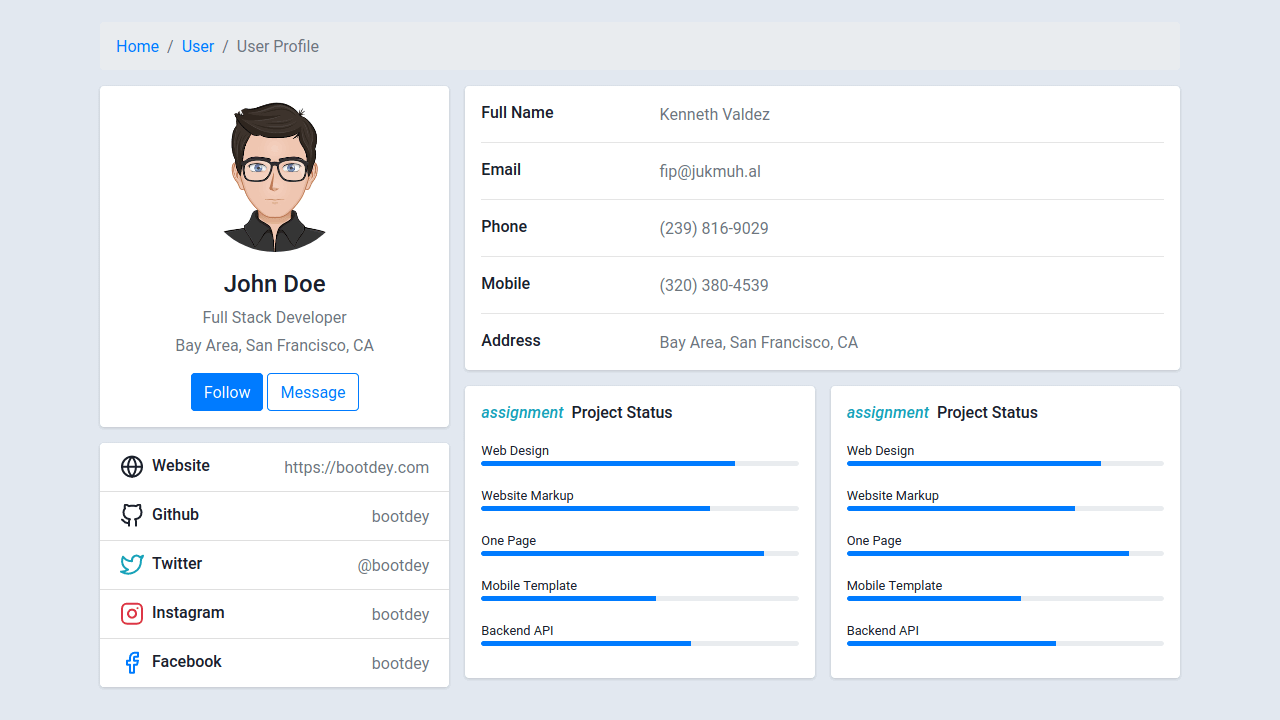 Home / User / User Profile
John Doe
Full Stack Developer
Bay Area, San Francisco, CA
Follow Message
Website https://bootdey.com
Github bootdey
Twitter @bootdey
Instagram bootdey
Facebook bootdey
Full Name Kenneth Valdez
Email fip@jukmuh.al
Phone (239) 816-9029
Mobile (320) 380-4539
Address Bay Area, San Francisco, CA
assignment Project Status
Web Design
Website Markup
One Page
Mobile Template
Backend API
assignment Project Status
Web Design
Website Markup
One Page
Mobile Template
Backend API